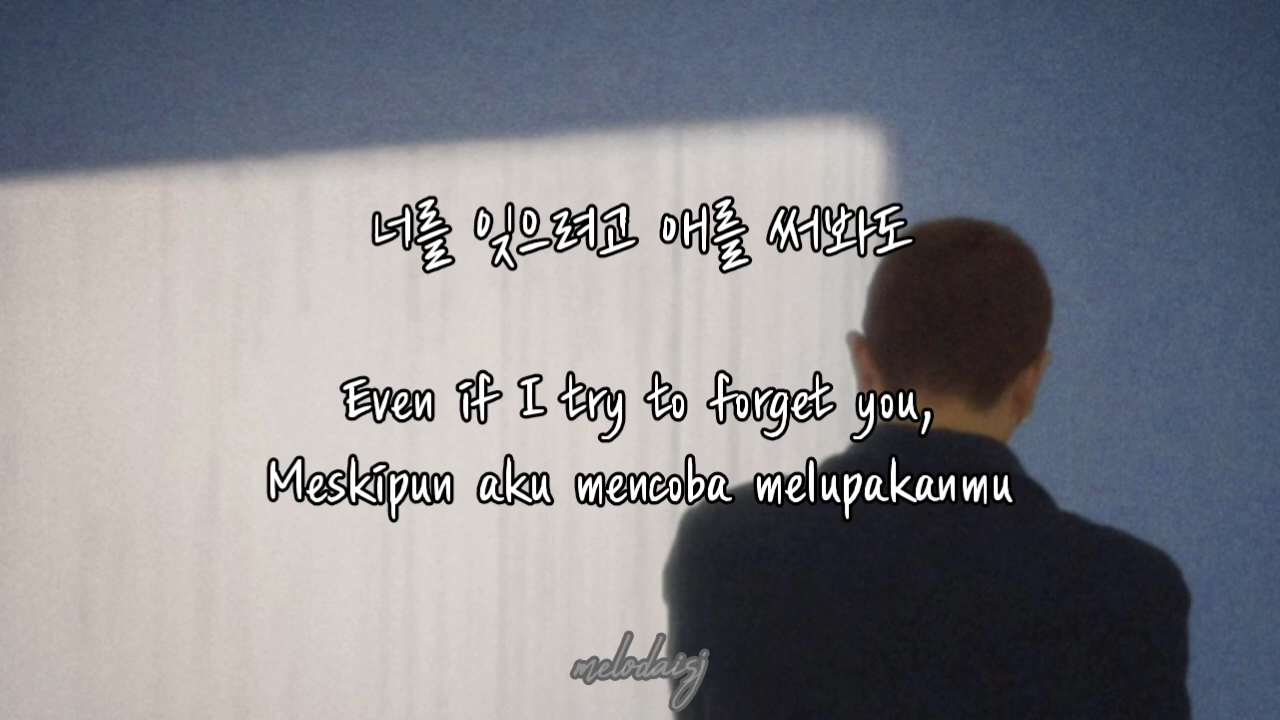 너를 잊으려고 애를 써봐도
Even if I try to forget you,
Meskipun aku mencoba melupakanmu
melodaisj